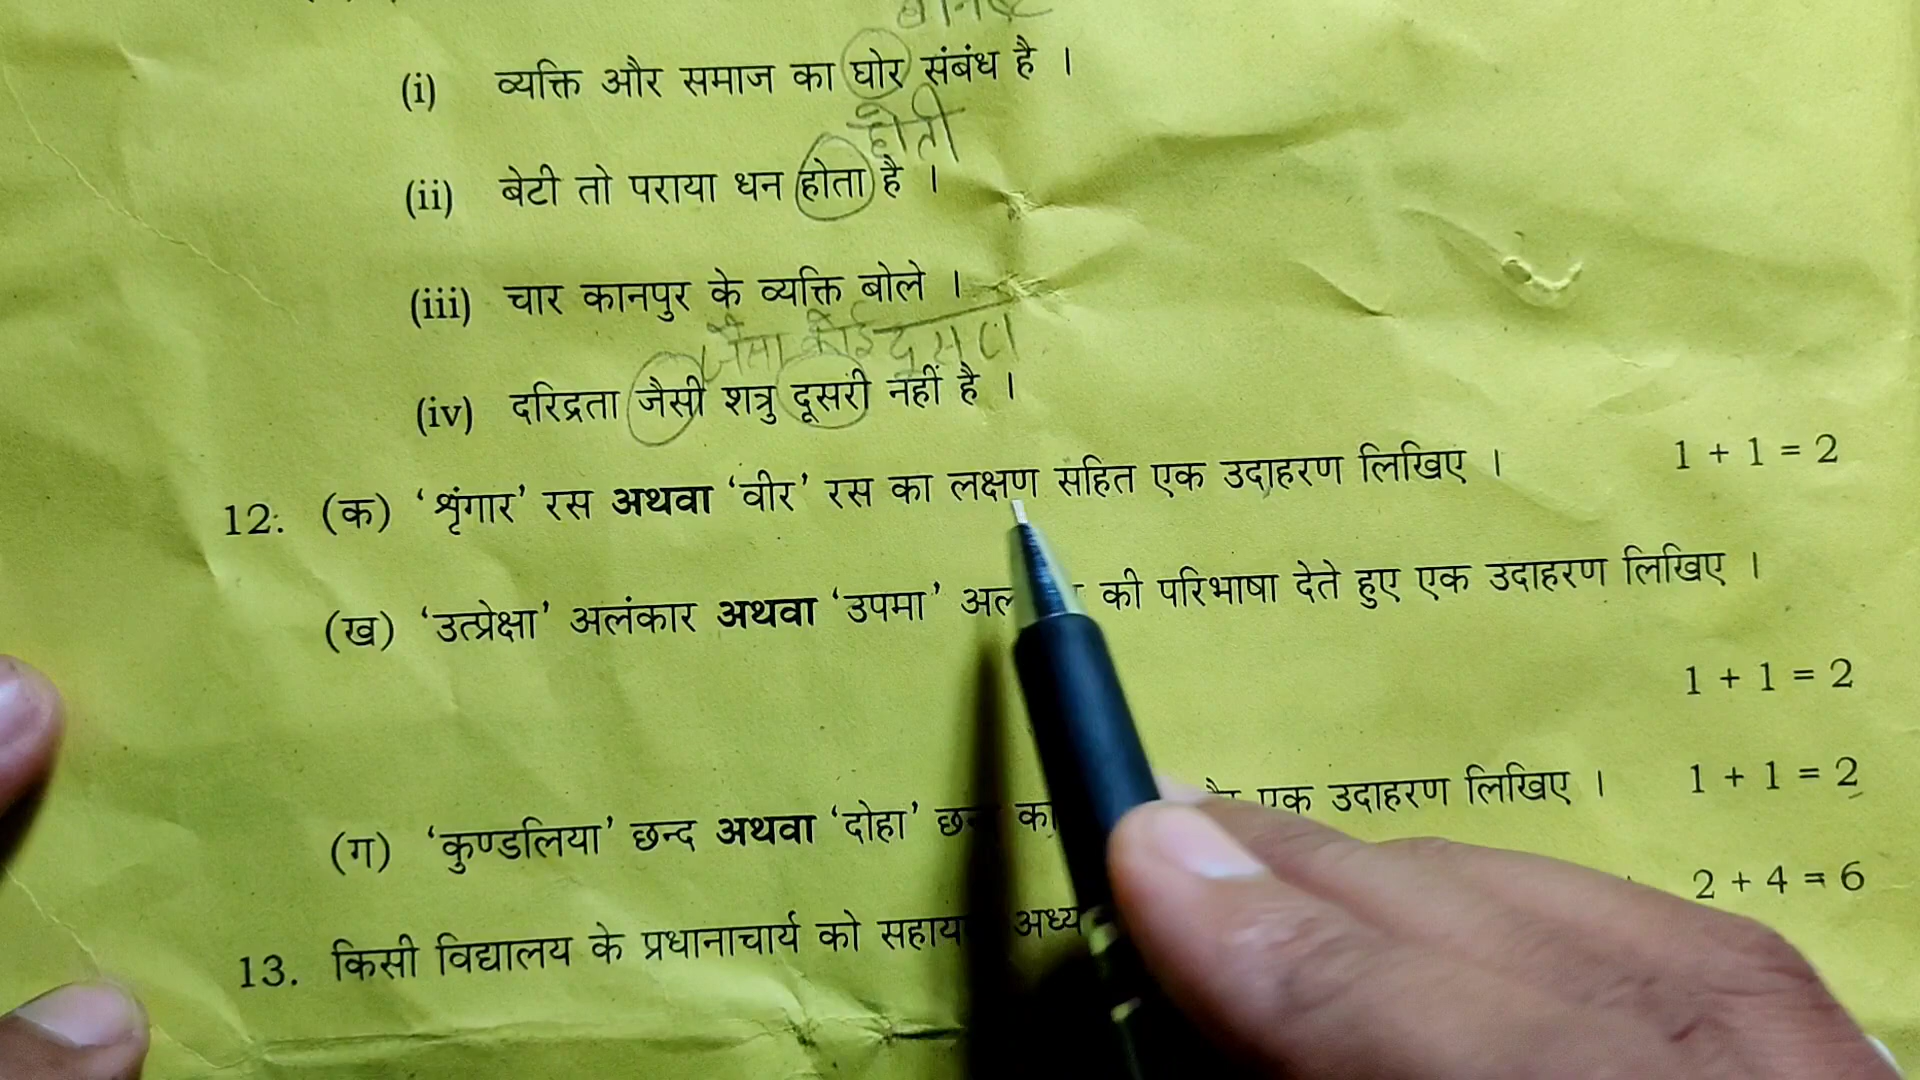 (i) व्यक्ति और समाज का घोर संबंध है ।
होती
(ii) बेटी तो पराया धन होता है ।
(iii) चार कानपुर के व्यक्ति बोले ।
जैसा कोई दूसरा
(iv) दरिद्रता जैसी शत्रु दूसरी नहीं है ।
12. (क) 'शृंगार' रस अथवा 'वीर' रस का लक्षण सहित एक उदाहरण लिखिए । 1 + 1 = 2
(ख) 'उत्प्रेक्षा' अलंकार अथवा 'उपमा' की परिभाषा देते हुए एक उदाहरण लिखिए ।
1 + 1 = 2
(ग) 'कुण्डलिया' छन्द अथवा 'दोहा' का एक उदाहरण लिखिए । 1 + 1 = 2
2 + 4 = 6
13. किसी विद्यालय के प्रधानाचार्य को